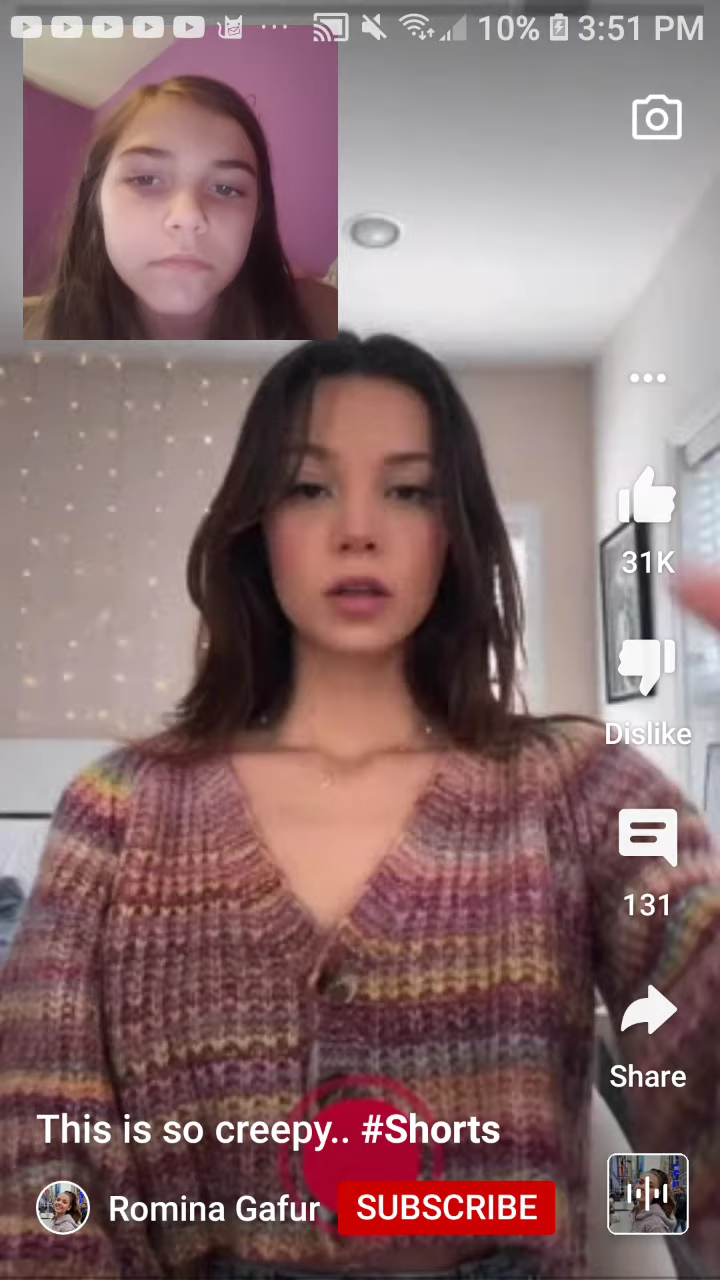 10% 3:51 PM
31K
Dislike
131
Share
This is so creepy.. #Shorts
Romina Gafur SUBSCRIBE